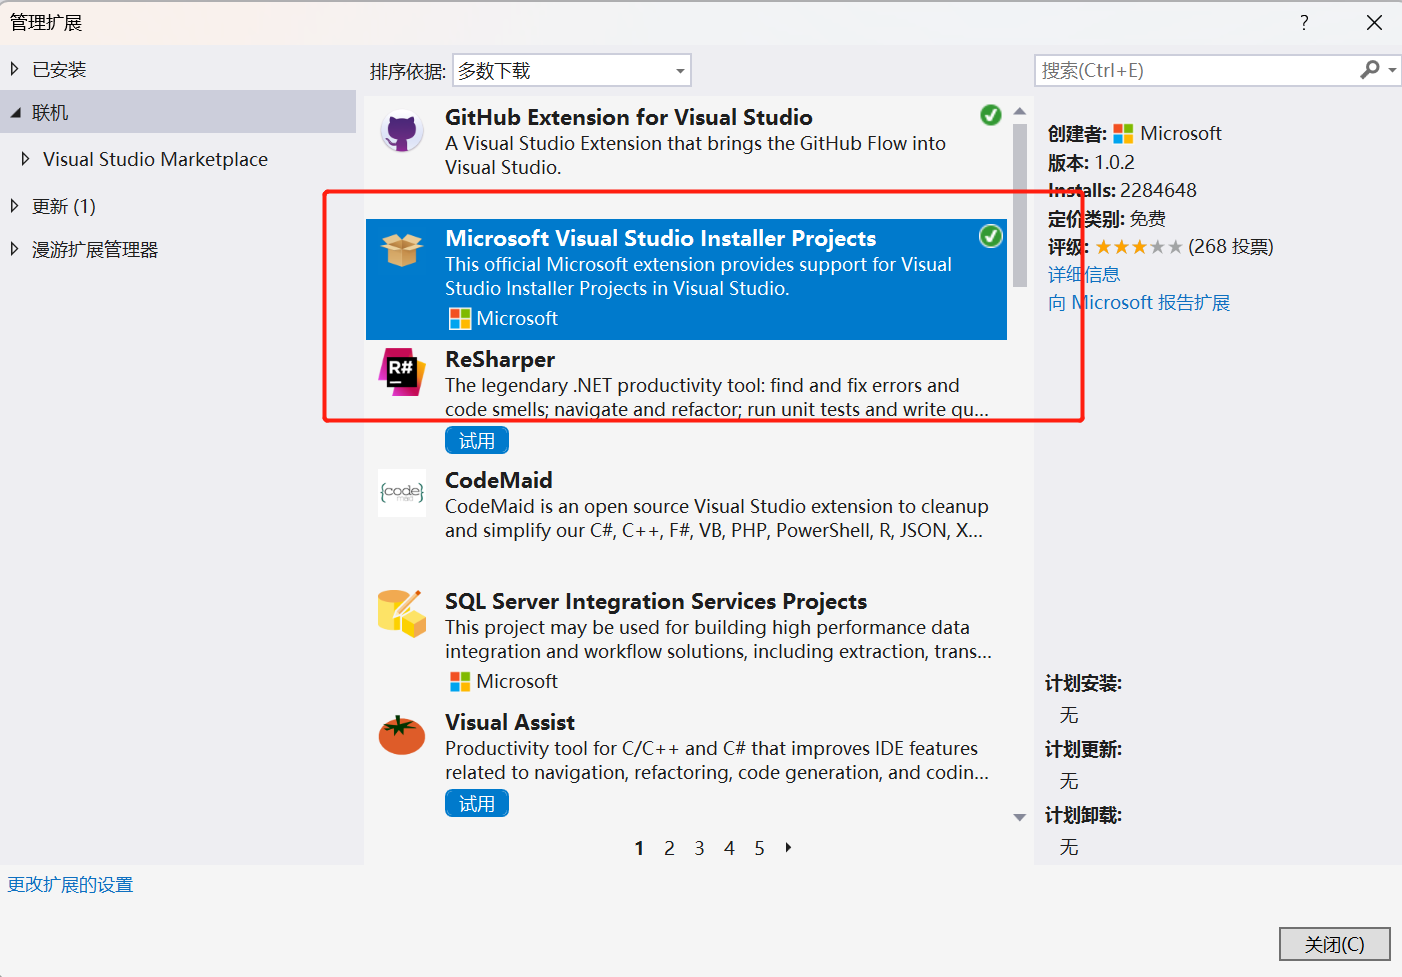 管理扩展
?
已安装
联机
Visual Studio Marketplace
更新 (1)
漫游扩展管理器
排序依据:
多数下载
搜索(Ctrl+E)
GitHub Extension for Visual Studio
A Visual Studio Extension that brings the GitHub Flow into
Visual Studio.
Microsoft Visual Studio Installer Projects
This official Microsoft extension provides support for Visual
Studio Installer Projects in Visual Studio.
Microsoft
R#
ReSharper
The legendary .NET productivity tool: find and fix errors and
code smells; navigate and refactor; run unit tests and write qu...
试用
{code
maid}
CodeMaid
CodeMaid is an open source Visual Studio extension to cleanup
and simplify our C#, C++, F#, VB, PHP, PowerShell, R, JSON, X...
SQL Server Integration Services Projects
This project may be used for building high performance data
integration and workflow solutions, including extraction, trans...
Microsoft
Visual Assist
Productivity tool for C/C++ and C# that improves IDE features
related to navigation, refactoring, code generation, and codin...
试用
1 2 3 4 5
创建者: Microsoft
版本: 1.0.2
Installs: 2284648
定价类别: 免费
评级: (268 投票)
详细信息
向 Microsoft 报告扩展
计划安装:
无
计划更新:
无
计划卸载:
无
更改扩展的设置
关闭(C)